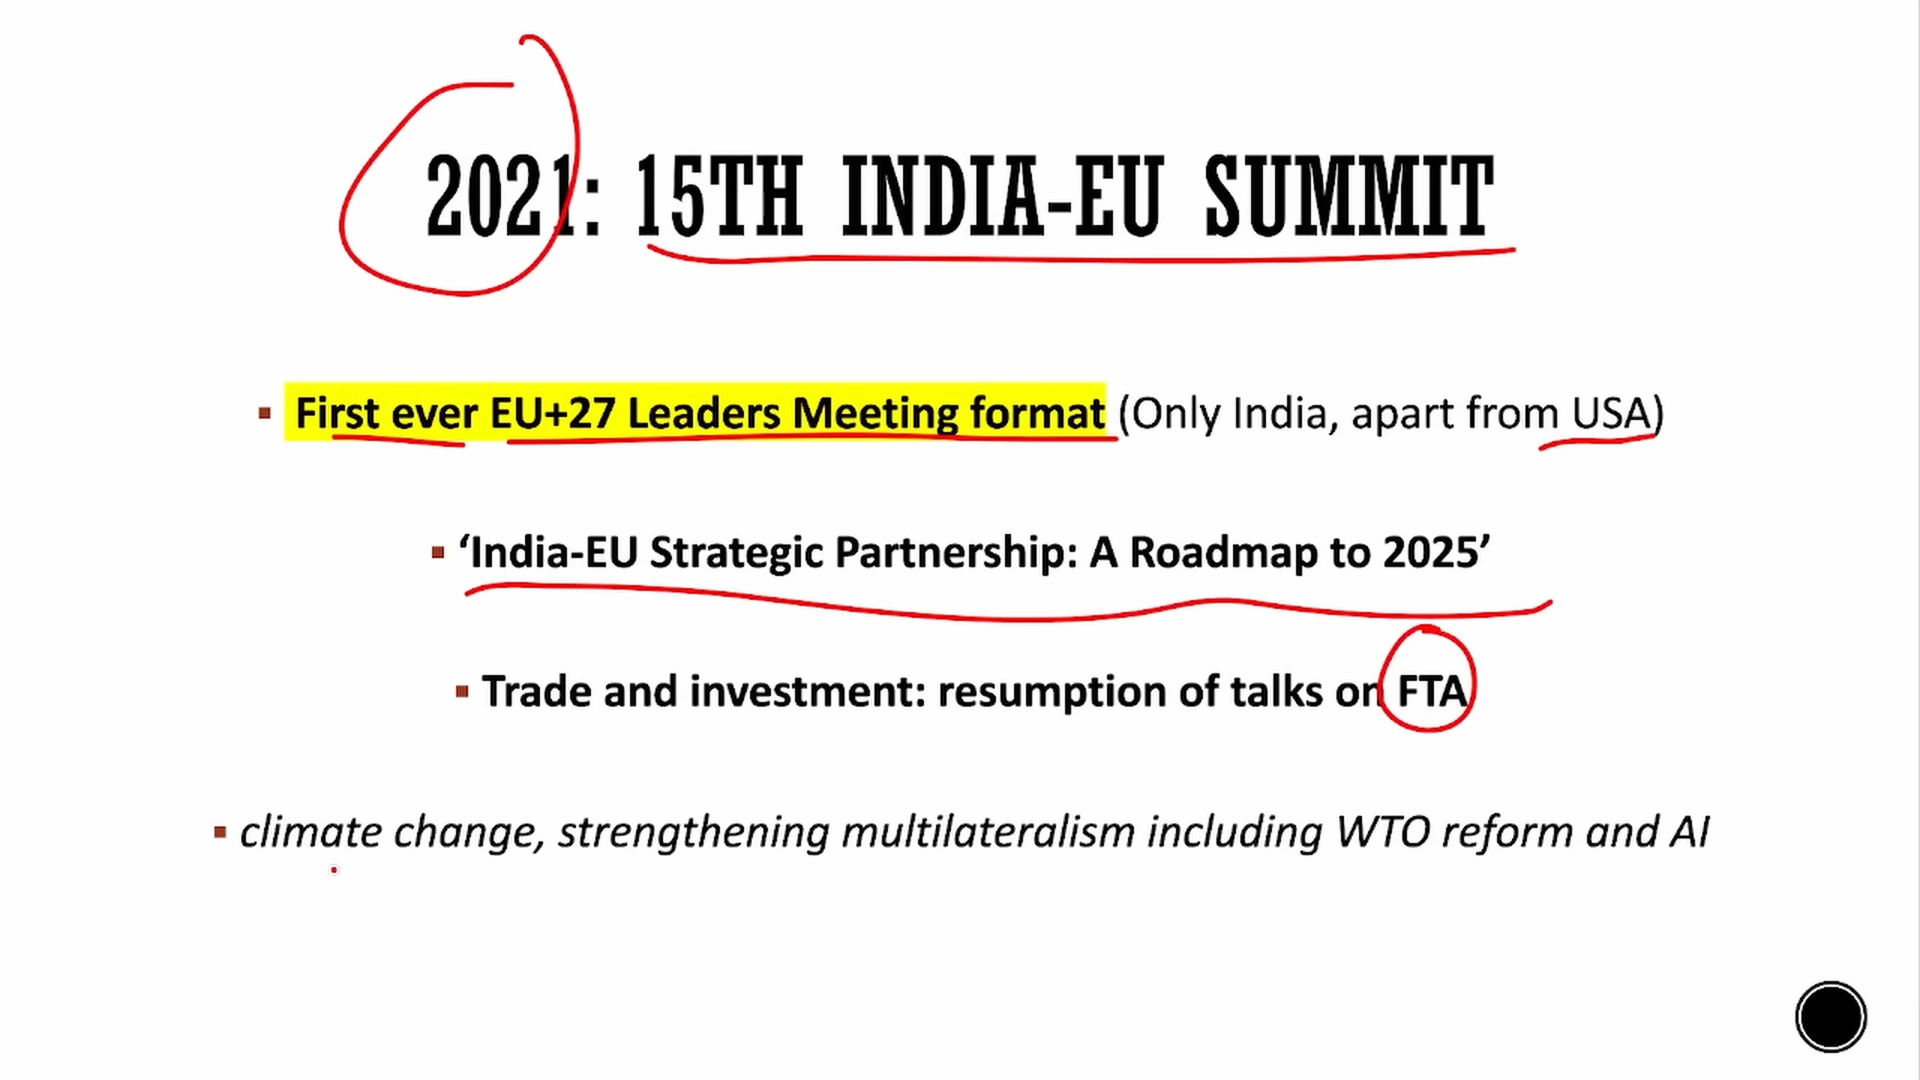 2021: 15TH INDIA-EU SUMMIT
First ever EU+27 Leaders Meeting format (Only India, apart from USA)
‘India-EU Strategic Partnership: A Roadmap to 2025’
Trade and investment: resumption of talks on FTA
climate change, strengthening multilateralism including WTO reform and AI